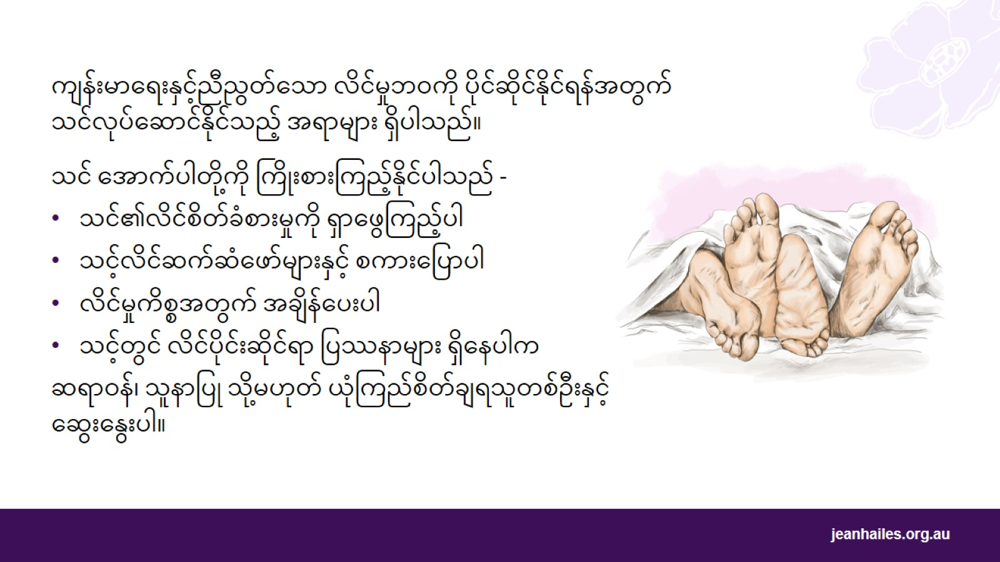 ကျန်းမာရေးနှင့်ညီညွတ်သော လိင်မှုဘဝကို ပိုင်ဆိုင်နိုင်ရန်အတွက်
သင်လုပ်ဆောင်နိုင်သည့် အရာများ ရှိပါသည်။
သင် အောက်ပါတို့ကို ကြိုးစားကြည့်နိုင်ပါသည် -
• သင်၏လိင်စိတ်ခံစားမှုကို ရှာဖွေကြည့်ပါ
• သင့်လိင်ဆက်ဆံဖော်များနှင့် စကားပြောပါ
• လိင်မှုကိစ္စအတွက် အချိန်ပေးပါ
• သင့်တွင် လိင်ပိုင်းဆိုင်ရာ ပြဿနာများ ရှိနေပါက
ဆရာဝန်၊ သူနာပြု သို့မဟုတ် ယုံကြည်စိတ်ချရသူတစ်ဦးနှင့်
ဆွေးနွေးပါ။
jeanhailes.org.au